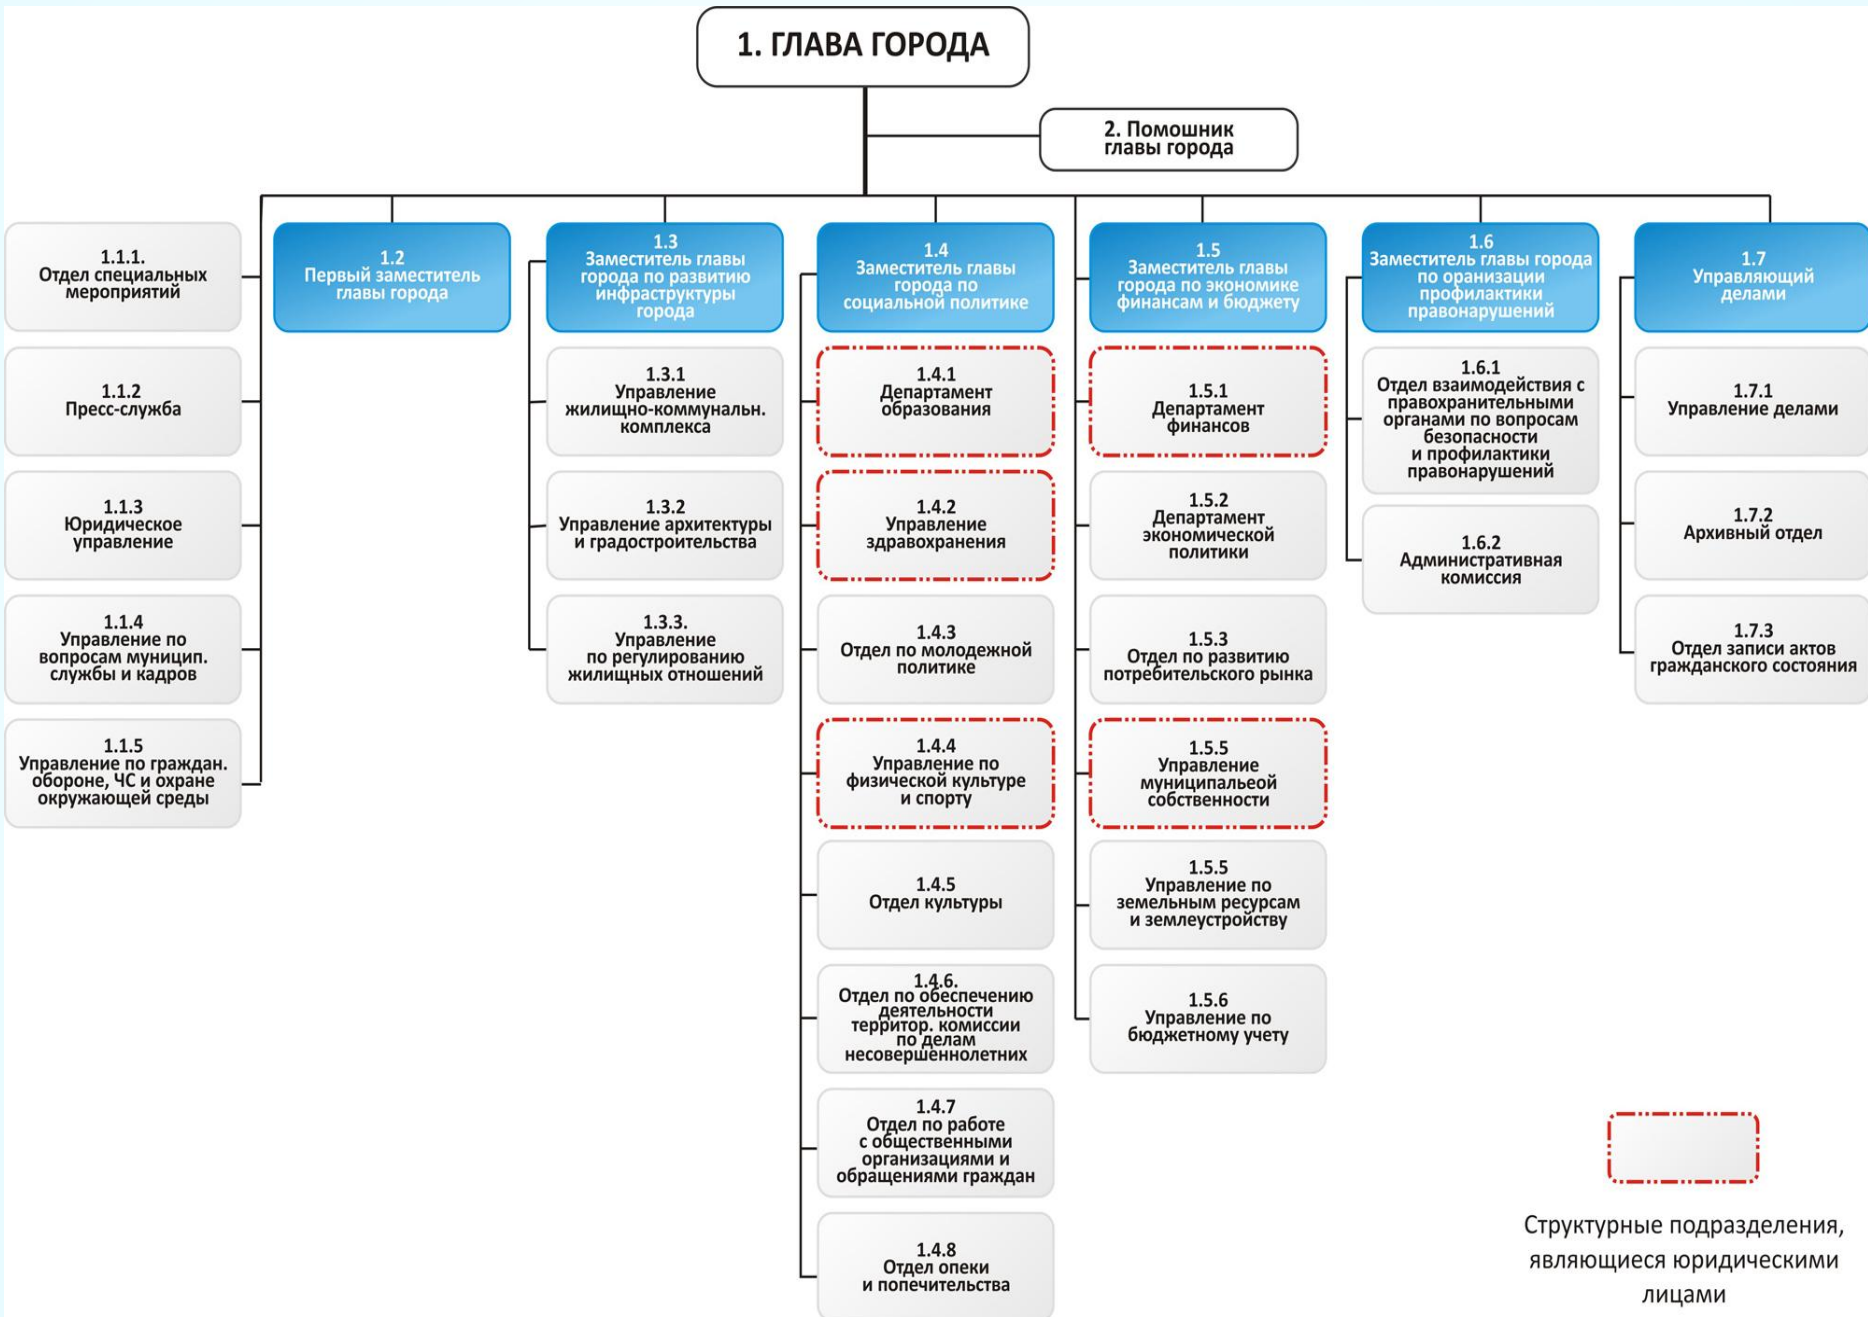 1. ГЛАВА ГОРОДА
2. Помошник
главы города
1.1.1.
Отдел специальных
мероприятий
1.1.2
Пресс-служба
1.1.3
Юридическое
управление
1.1.4
Управление по
вопросам муницип.
службы и кадров
1.1.5
Управление по граждан.
обороне, ЧС и охране
окружающей среды
1.2
Первый заместитель
главы города
1.3
Заместитель главы
города по развитию
инфраструктуры
города
1.3.1
Управление
жилищно-коммунальн.
комплекса
1.3.2
Управление архитектуры
и градостроительства
1.3.3.
Управление
по регулированию
жилищных отношений
1.4
Заместитель главы
города по
социальной политике
1.4.1
Департамент
образования
1.4.2
Управление
здравохранения
1.4.3
Отдел по молодежной
политике
1.4.4
Управление по
физической культуре
и спорту
1.4.5
Отдел культуры
1.4.6.
Отдел по обеспечению
деятельности
территор. комиссии
по делам
несовершеннолетних
1.4.7
Отдел по работе
с общественными
организациями и
обращениями граждан
1.4.8
Отдел опеки
и попечительства
1.5
Заместитель главы
города по экономике
финансам и бюджету
1.5.1
Департамент
финансов
1.5.2
Департамент
экономической
политики
1.5.3
Отдел по развитию
потребительского рынка
1.5.5
Управление
муниципальеой
собственности
1.5.5
Управление по
земельным ресурсам
и землеустройству
1.5.6
Управление по
бюджетному учету
1.6
Заместитель главы города
по оранизации
профилактики
правонарушений
1.6.1
Отдел взаимодействия с
правохранительными
органами по вопросам
безопасности
и профилактики
правонарушений
1.6.2
Административная
комиссия
1.7
Управляющий
делами
1.7.1
Управление делами
1.7.2
Архивный отдел
1.7.3
Отдел записи актов
гражданского состояния
Структурные подразделения,
являющиеся юридическими
лицами